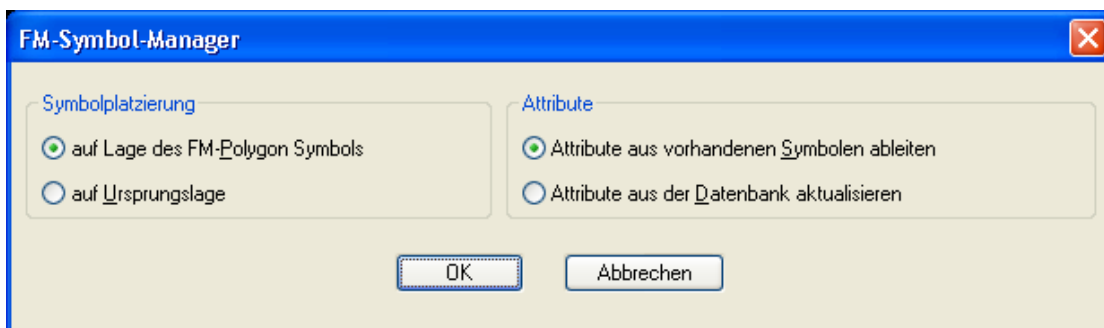 FM-Symbol-Manager
Symbolplatzierung
auf Lage des FM-Polygon Symbols
auf Ursprungslage
Attribute
Attribute aus vorhandenen Symbolen ableiten
Attribute aus der Datenbank aktualisieren
OK
Abbrechen